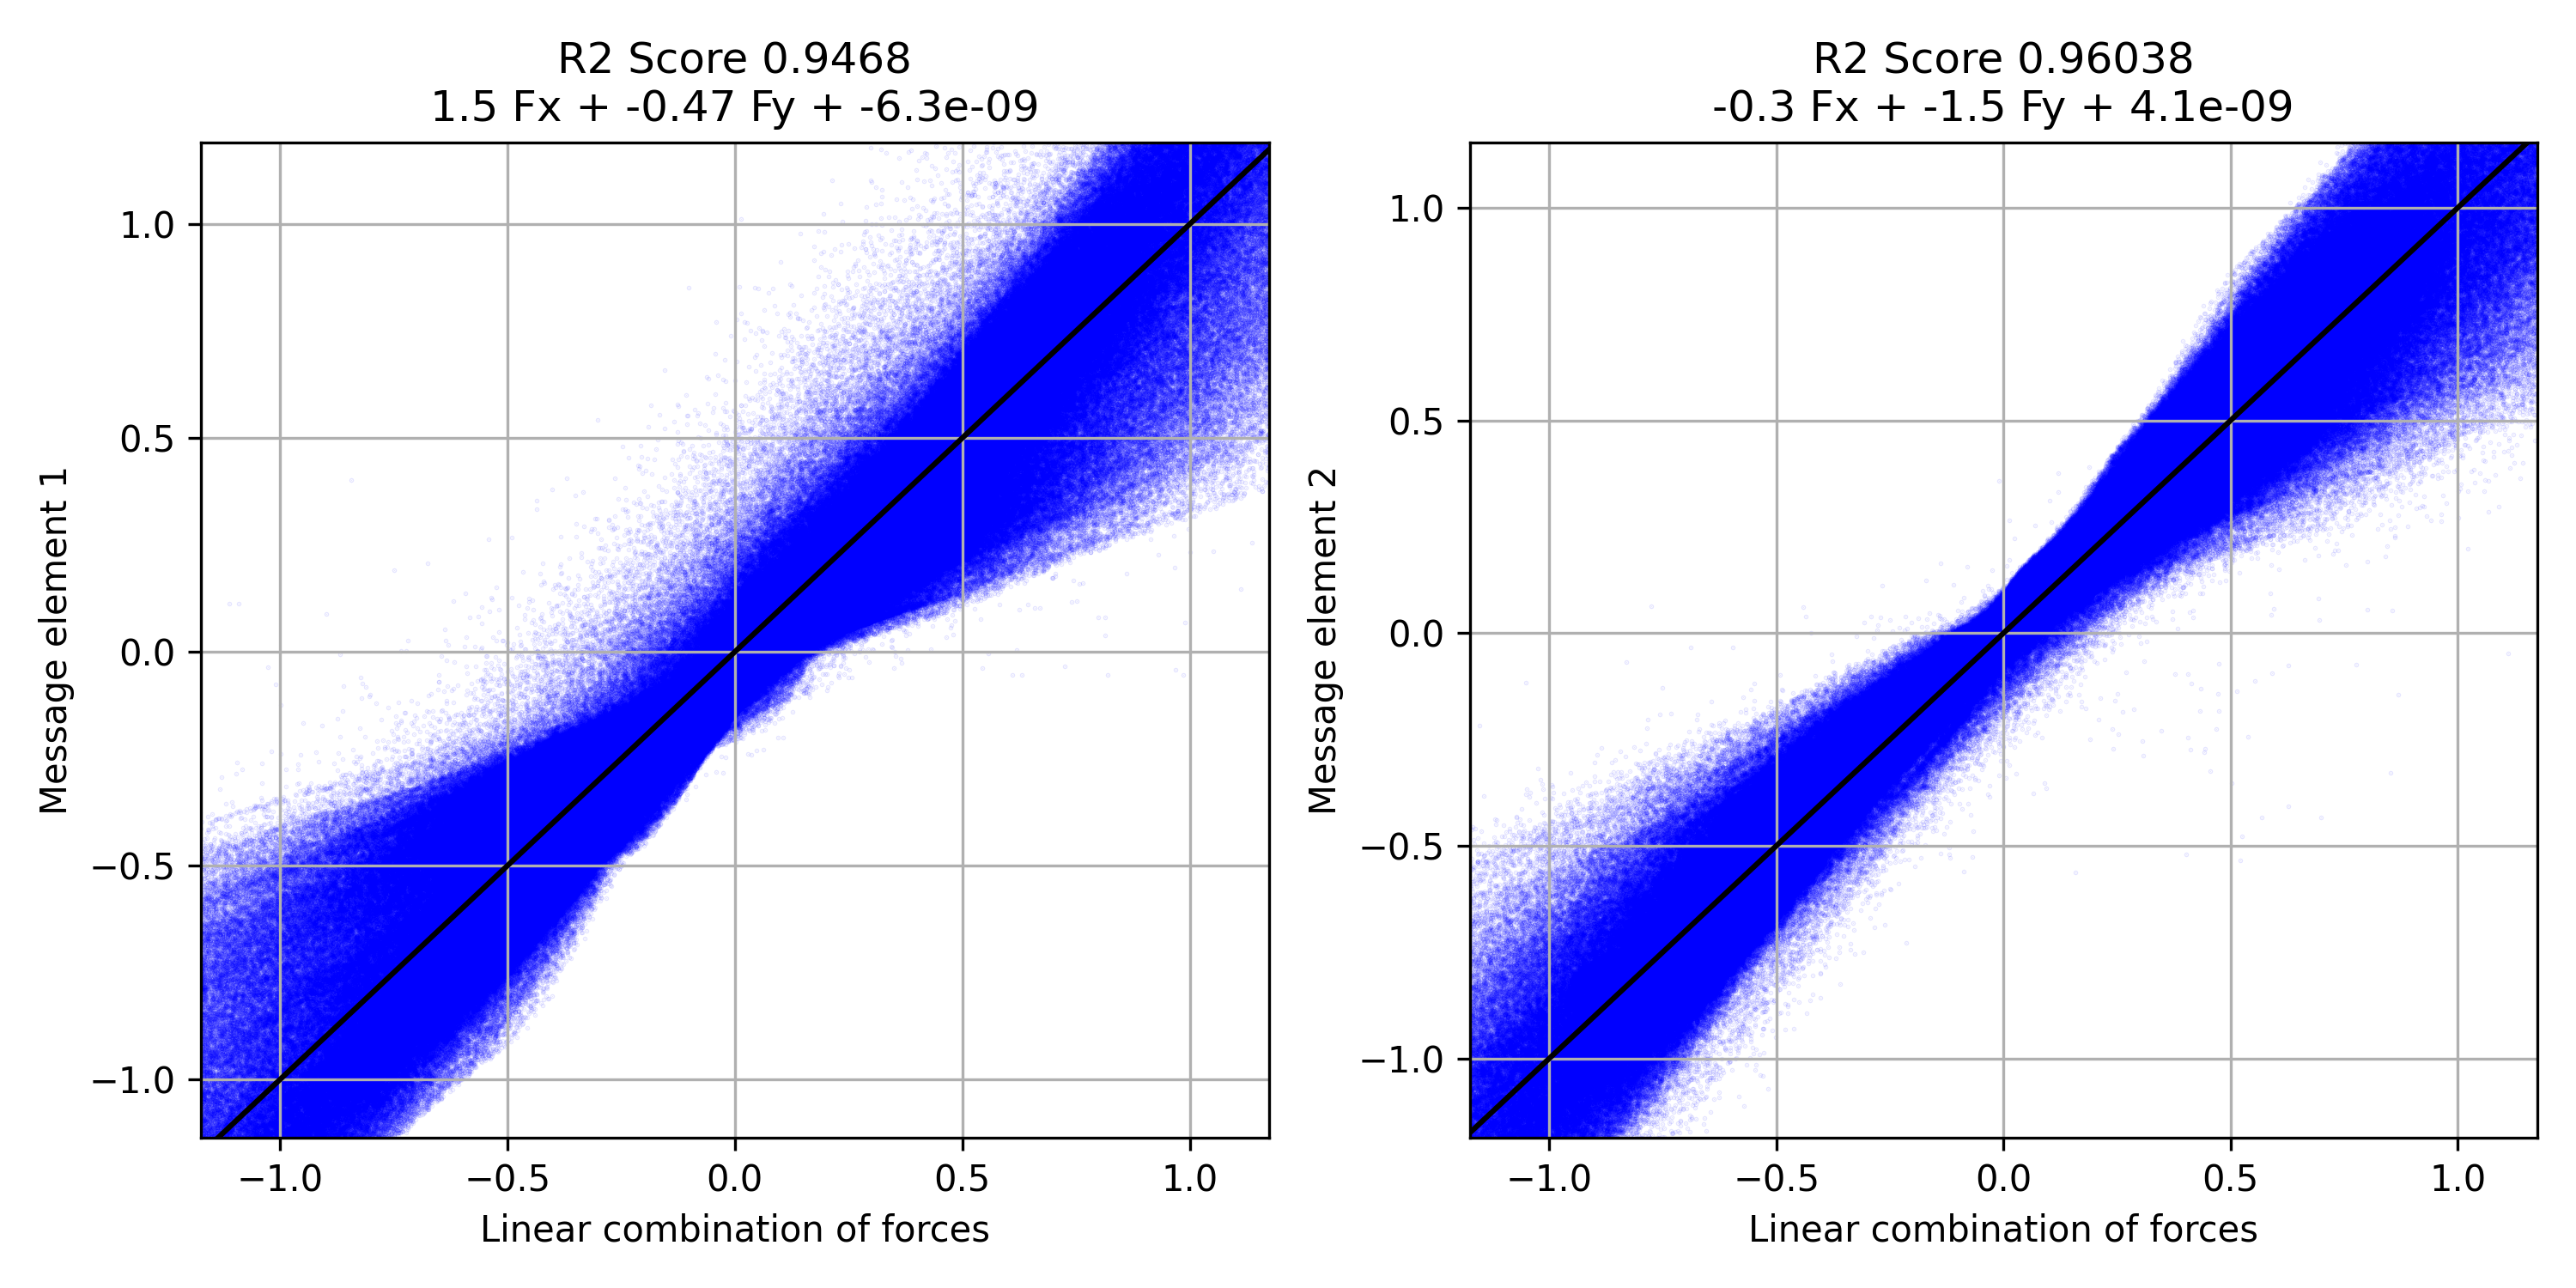 R2 Score 0.9468
1.5 Fx + -0.47 Fy + -6.3e-09
1.0
0.5
0.0
−0.5
−1.0
Message element 1
−1.0 −0.5 0.0 0.5 1.0
Linear combination of forces
R2 Score 0.96038
-0.3 Fx + -1.5 Fy + 4.1e-09
1.0
0.5
0.0
−0.5
−1.0
Message element 2
−1.0 −0.5 0.0 0.5 1.0
Linear combination of forces